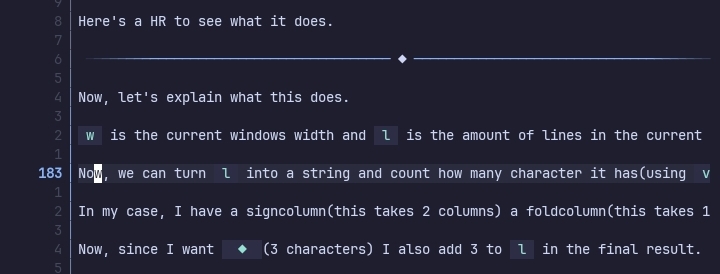 9
8 Here's a HR to see what it does.
7
6 ◆
5
4 Now, let's explain what this does.
3
2 w is the current windows width and l is the amount of lines in the current
1
183 Now, we can turn l into a string and count how many character it has(using v
1
2 In my case, I have a signcolumn(this takes 2 columns) a foldcolumn(this takes 1
3
4 Now, since I want ◆ (3 characters) I also add 3 to l in the final result.
5